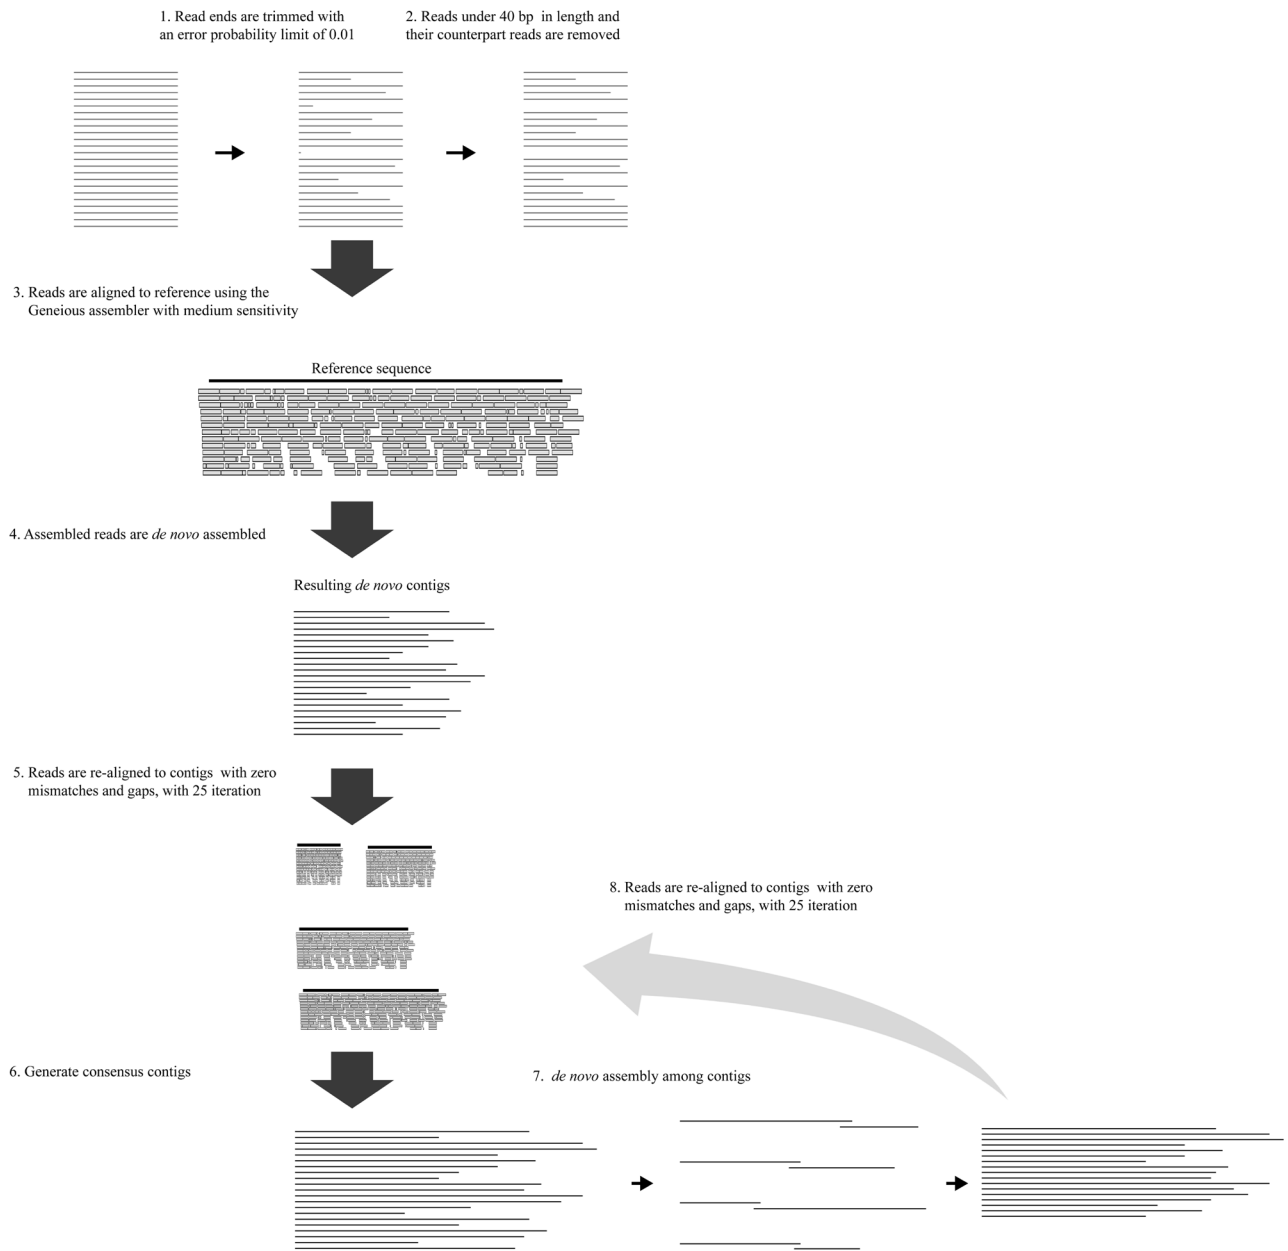 1. Read ends are trimmed with
an error probability limit of 0.01
2. Reads under 40 bp in length and
their counterpart reads are removed
3. Reads are aligned to reference using the
Geneious assembler with medium sensitivity
Reference sequence
4. Assembled reads are de novo assembled
Resulting de novo contigs
5. Reads are re-aligned to contigs with zero
mismatches and gaps, with 25 iteration
8. Reads are re-aligned to contigs with zero
mismatches and gaps, with 25 iteration
6. Generate consensus contigs
7. de novo assembly among contigs